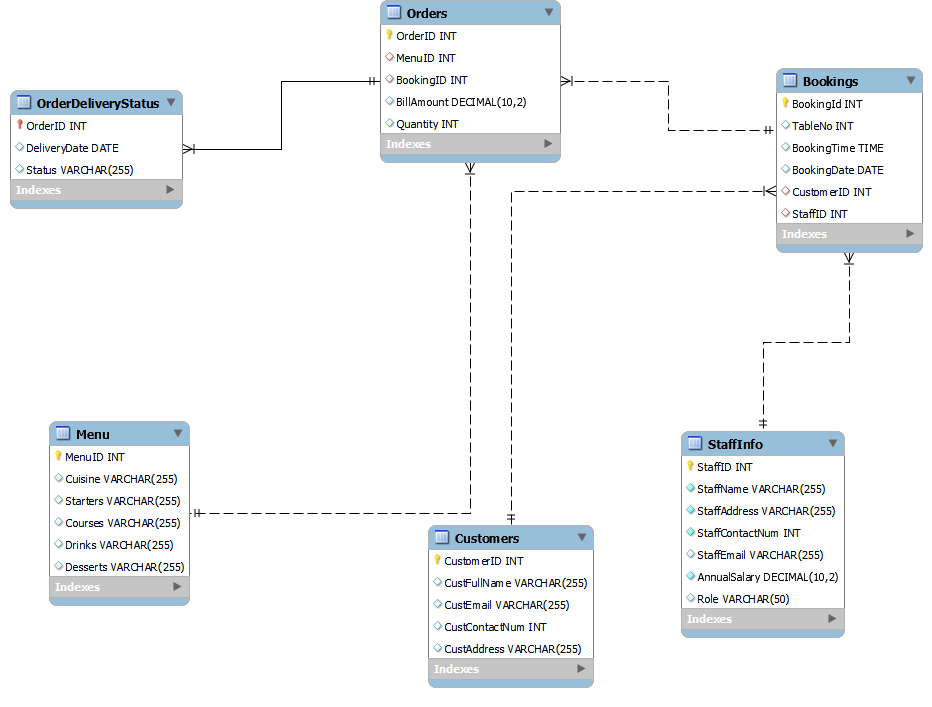 Orders
OrderID INT
MenuID INT
BookingID INT
BillAmount DECIMAL(10,2)
Quantity INT
Indexes
OrderDeliveryStatus
OrderID INT
DeliveryDate DATE
Status VARCHAR(255)
Indexes
Bookings
BookingId INT
TableNo INT
BookingTime TIME
BookingDate DATE
CustomerID INT
StaffID INT
Indexes
Menu
MenuID INT
Cuisine VARCHAR(255)
Starters VARCHAR(255)
Courses VARCHAR(255)
Drinks VARCHAR(255)
Desserts VARCHAR(255)
Indexes
Customers
CustomerID INT
CustFullName VARCHAR(255)
CustEmail VARCHAR(255)
CustContactNum INT
CustAddress VARCHAR(255)
Indexes
StaffInfo
StaffID INT
StaffName VARCHAR(255)
StaffAddress VARCHAR(255)
StaffContactNum INT
StaffEmail VARCHAR(255)
AnnualSalary DECIMAL(10,2)
Role VARCHAR(50)
Indexes